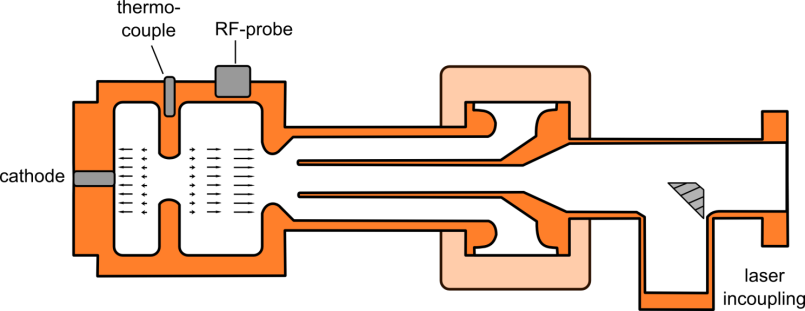 thermo-
couple
RF-probe
cathode
laser
incoupling